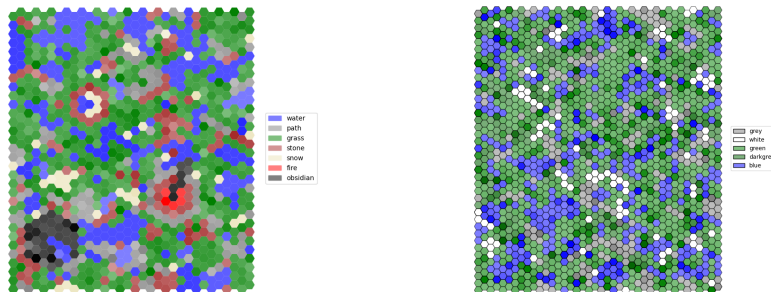 water
path
grass
stone
snow
fire
obsidian
grey
white
green
darkgre
blue